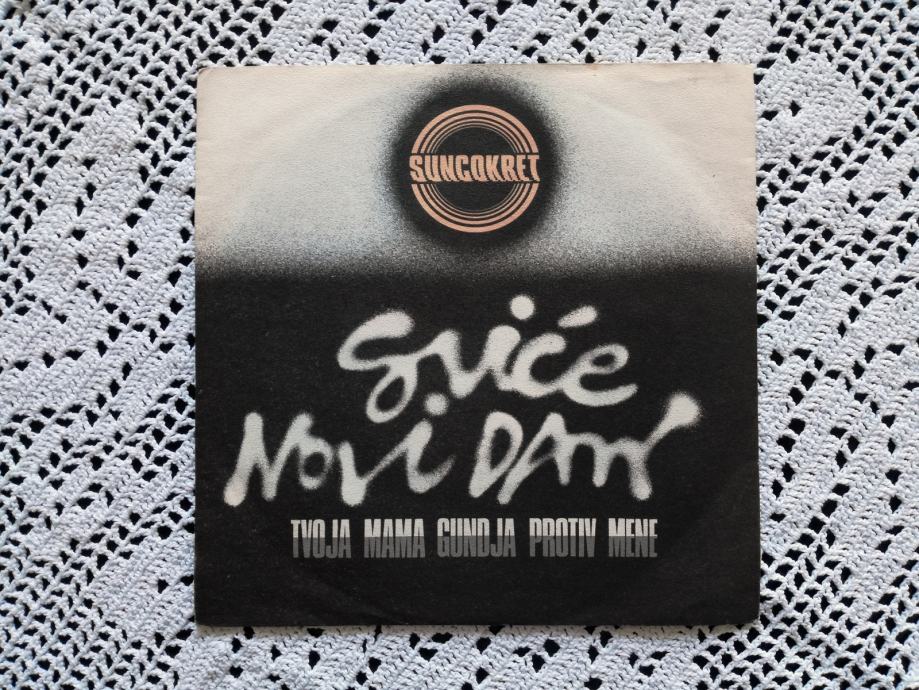 SUNCOKRET
Sviće
Novi DAN
TVOJA MAMA GUNDJA PROTIV MENE